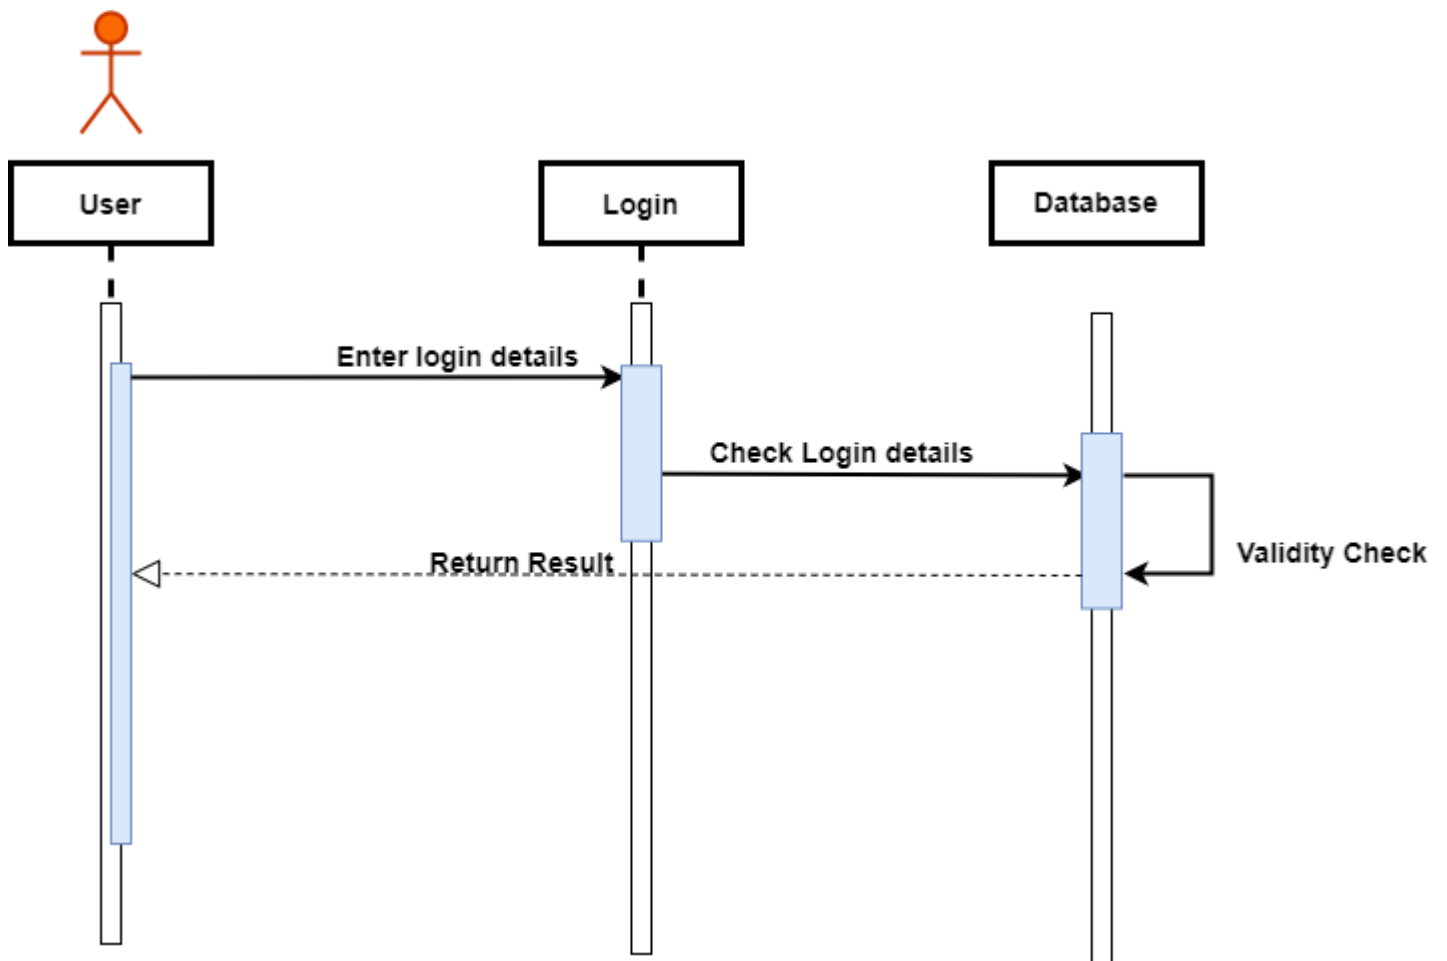 User
Login
Database
Enter login details
Check Login details
Return Result
Validity Check